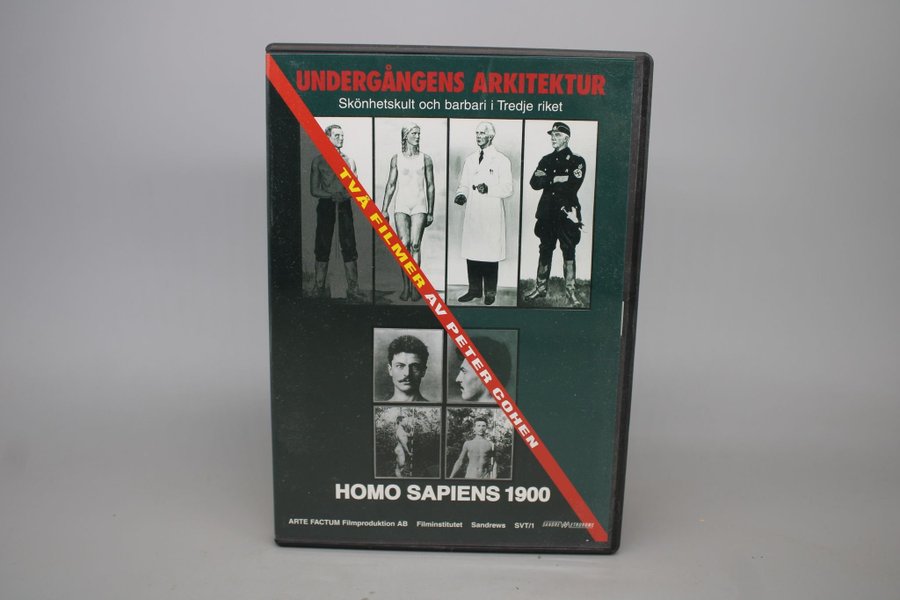 UNDERGÅNGENS ARKITEKTUR
Skönhetskult och barbari i Tredje riket
TVÅ FILMER AV PETER COHEN
HOMO SAPIENS 1900
ARTE FACTUM Filmproduktion AB Filminstitutet Sandrews SVT/1